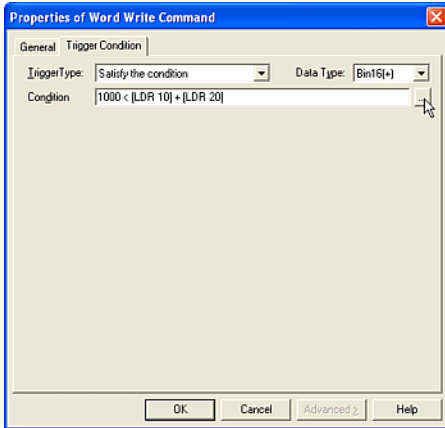 Properties of Word Write Command
General Trigger Condition
TriggerType: Satisfy the condition Data Type: Bin16(+)
Condition 1000 < [LDR 10] + [LDR 20] ...
OK Cancel Advanced > Help